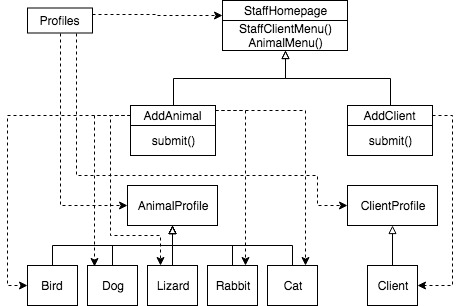 Profiles
StaffHomepage
StaffClientMenu()
AnimalMenu()
AddAnimal
submit()
AddClient
submit()
AnimalProfile
ClientProfile
Bird
Dog
Lizard
Rabbit
Cat
Client